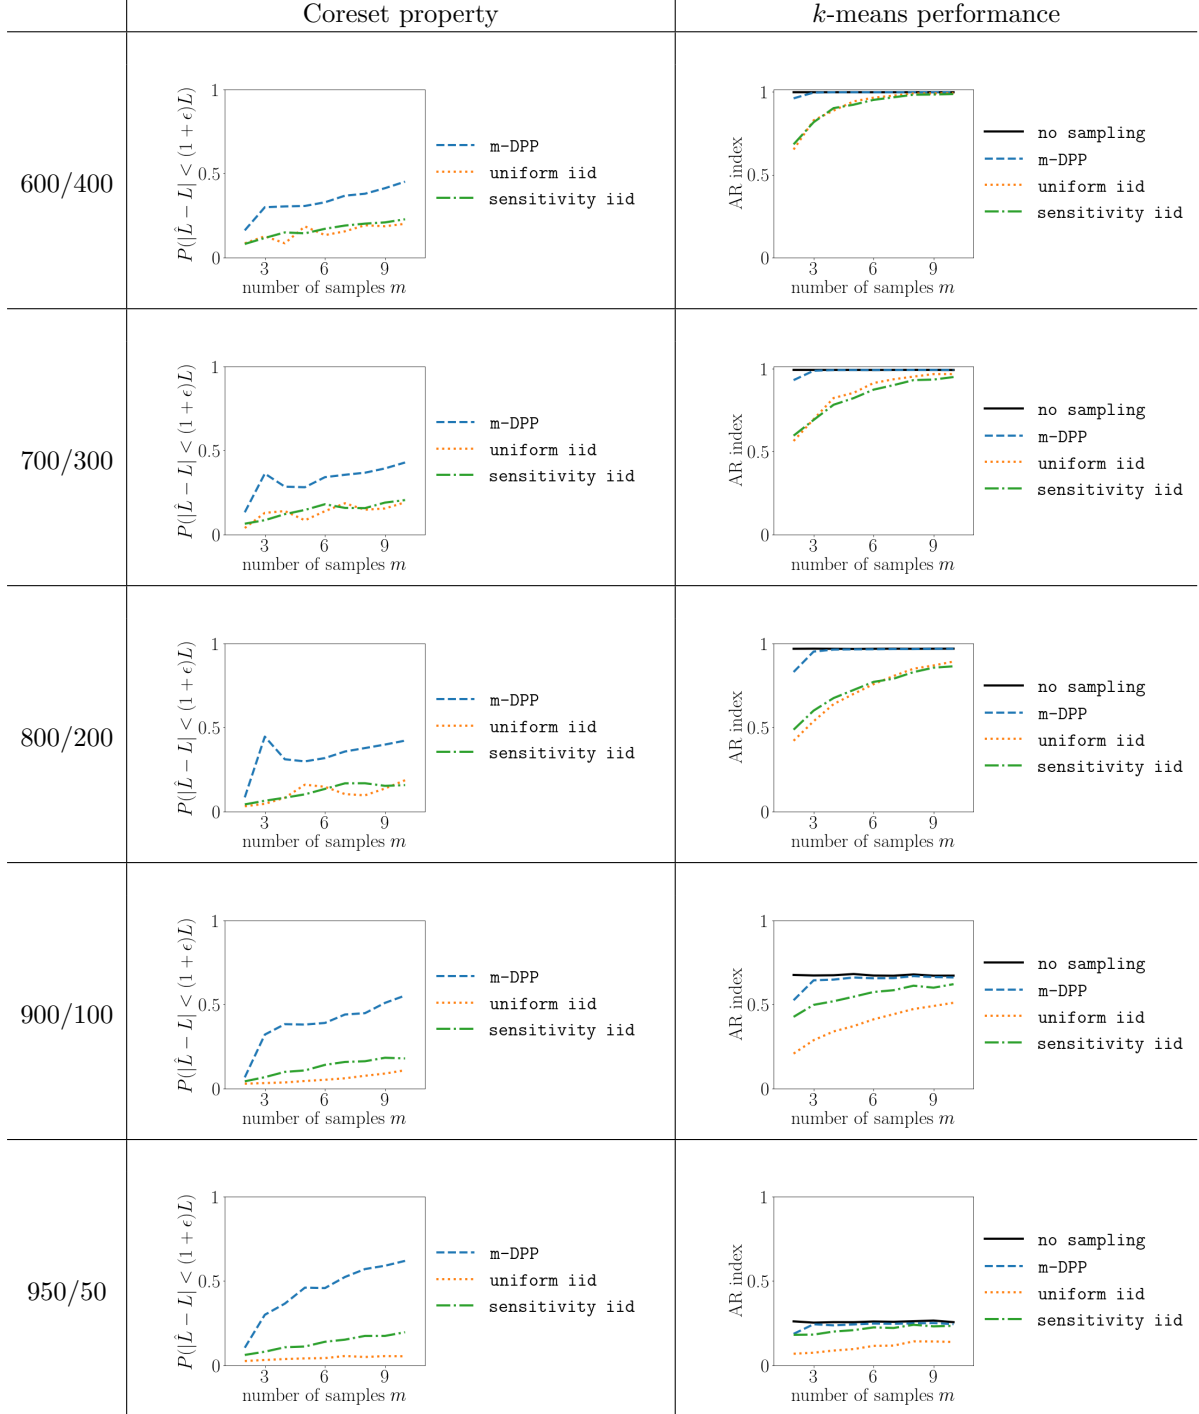 Coreset property
k-means performance
600/400
P(|L̂ − L| < (1 + ϵ)L)
1
0.5
0
3 6 9
number of samples m
m-DPP
uniform iid
sensitivity iid
AR index
1
0.5
0
3 6 9
number of samples m
no sampling
m-DPP
uniform iid
sensitivity iid
700/300
P(|L̂ − L| < (1 + ϵ)L)
1
0.5
0
3 6 9
number of samples m
m-DPP
uniform iid
sensitivity iid
AR index
1
0.5
0
3 6 9
number of samples m
no sampling
m-DPP
uniform iid
sensitivity iid
800/200
P(|L̂ − L| < (1 + ϵ)L)
1
0.5
0
3 6 9
number of samples m
m-DPP
uniform iid
sensitivity iid
AR index
1
0.5
0
3 6 9
number of samples m
no sampling
m-DPP
uniform iid
sensitivity iid
900/100
P(|L̂ − L| < (1 + ϵ)L)
1
0.5
0
3 6 9
number of samples m
m-DPP
uniform iid
sensitivity iid
AR index
1
0.5
0
3 6 9
number of samples m
no sampling
m-DPP
uniform iid
sensitivity iid
950/50
P(|L̂ − L| < (1 + ϵ)L)
1
0.5
0
3 6 9
number of samples m
m-DPP
uniform iid
sensitivity iid
AR index
1
0.5
0
3 6 9
number of samples m
no sampling
m-DPP
uniform iid
sensitivity iid